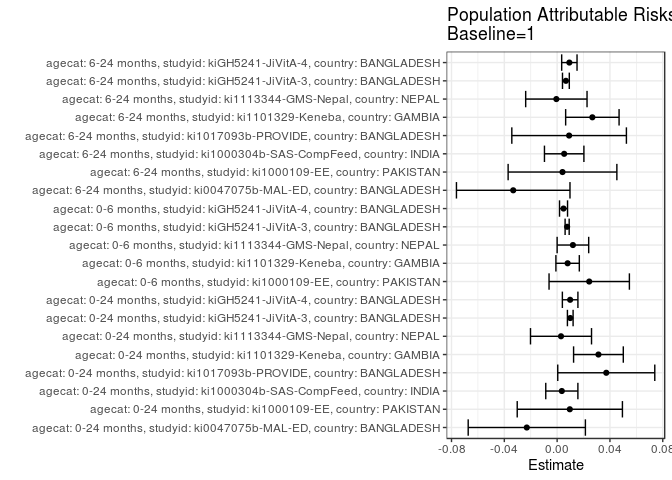 Population Attributable Risks
Baseline=1
agecat: 6-24 months, studyid: kiGH5241-JiVitA-4, country: BANGLADESH
agecat: 6-24 months, studyid: kiGH5241-JiVitA-3, country: BANGLADESH
agecat: 6-24 months, studyid: ki1113344-GMS-Nepal, country: NEPAL
agecat: 6-24 months, studyid: ki1101329-Keneba, country: GAMBIA
agecat: 6-24 months, studyid: ki1017093b-PROVIDE, country: BANGLADESH
agecat: 6-24 months, studyid: ki1000304b-SAS-CompFeed, country: INDIA
agecat: 6-24 months, studyid: ki1000109-EE, country: PAKISTAN
agecat: 6-24 months, studyid: ki0047075b-MAL-ED, country: BANGLADESH
agecat: 0-6 months, studyid: kiGH5241-JiVitA-4, country: BANGLADESH
agecat: 0-6 months, studyid: kiGH5241-JiVitA-3, country: BANGLADESH
agecat: 0-6 months, studyid: ki1113344-GMS-Nepal, country: NEPAL
agecat: 0-6 months, studyid: ki1101329-Keneba, country: GAMBIA
agecat: 0-6 months, studyid: ki1000109-EE, country: PAKISTAN
agecat: 0-24 months, studyid: kiGH5241-JiVitA-4, country: BANGLADESH
agecat: 0-24 months, studyid: kiGH5241-JiVitA-3, country: BANGLADESH
agecat: 0-24 months, studyid: ki1113344-GMS-Nepal, country: NEPAL
agecat: 0-24 months, studyid: ki1101329-Keneba, country: GAMBIA
agecat: 0-24 months, studyid: ki1017093b-PROVIDE, country: BANGLADESH
agecat: 0-24 months, studyid: ki1000304b-SAS-CompFeed, country: INDIA
agecat: 0-24 months, studyid: ki1000109-EE, country: PAKISTAN
agecat: 0-24 months, studyid: ki0047075b-MAL-ED, country: BANGLADESH
-0.08 -0.04 0.00 0.04 0.08
Estimate